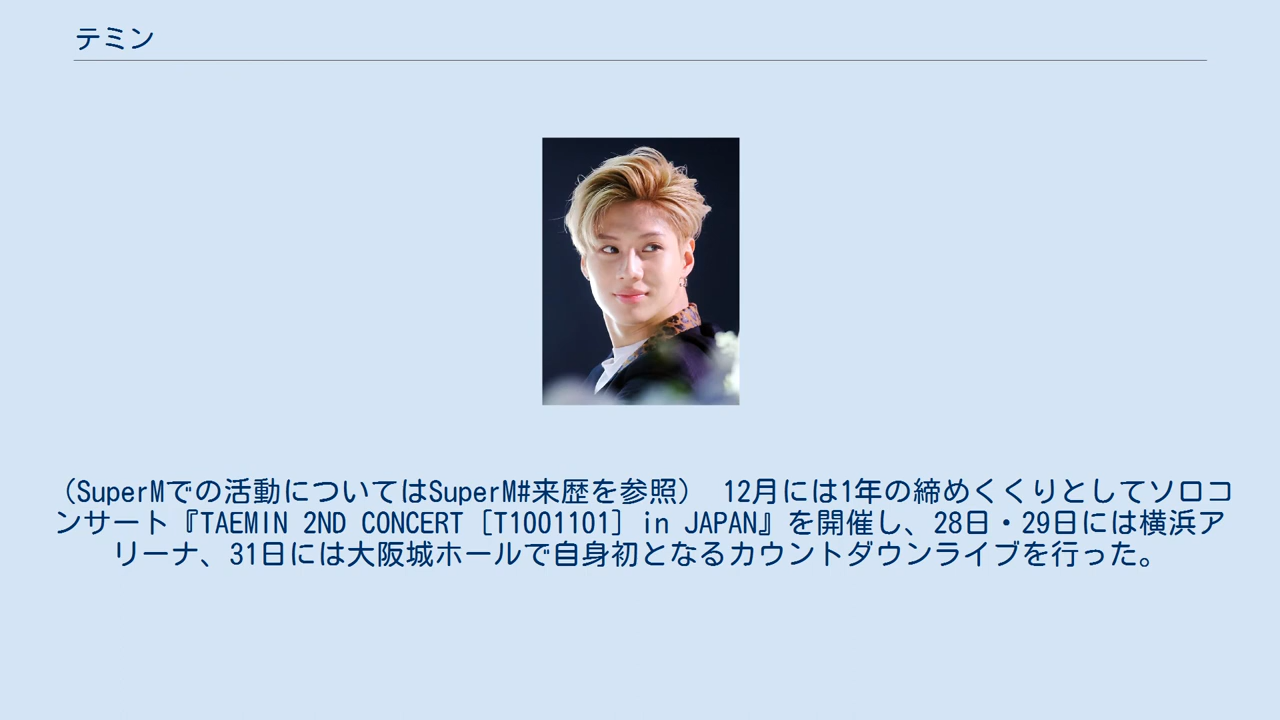 テミン
（SuperMでの活動についてはSuperM#来歴を参照） 12月には1年の締めくくりとしてソロコ
ンサート『TAEMIN 2ND CONCERT [T1001101] in JAPAN』を開催し、28日・29日には横浜ア
リーナ、31日には大阪城ホールで自身初となるカウントダウンライブを行った。